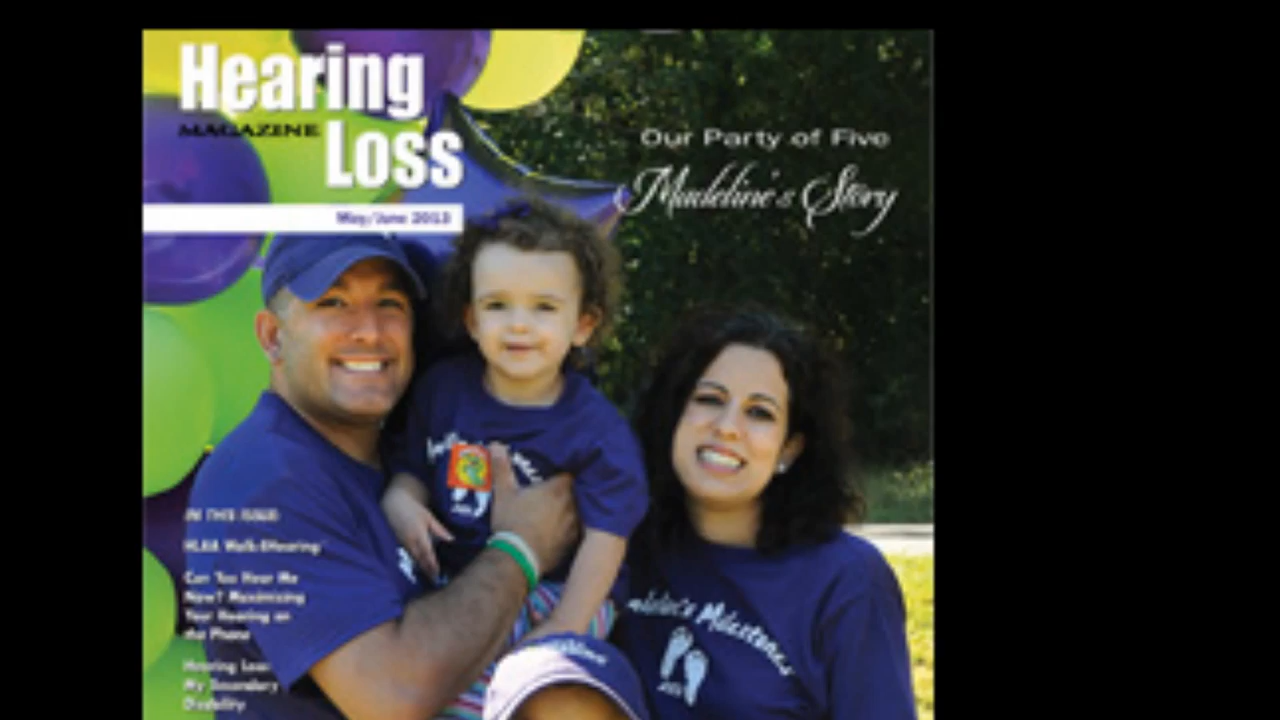 Hearing
MAGAZINE
Loss
May/June 2013
Our Party of Five
Madeline's Story
IN THIS ISSUE:
HLAA Walk4Hearing
Can You Hear Me
Now? Maximizing
Your Hearing on
the Phone
Hearing Loss:
My Secondary
Disability
Milestones